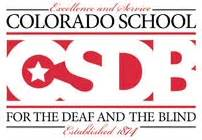 Excellence and Service
COLORADO SCHOOL
CSDB
FOR THE DEAF AND THE BLIND
Established 1874